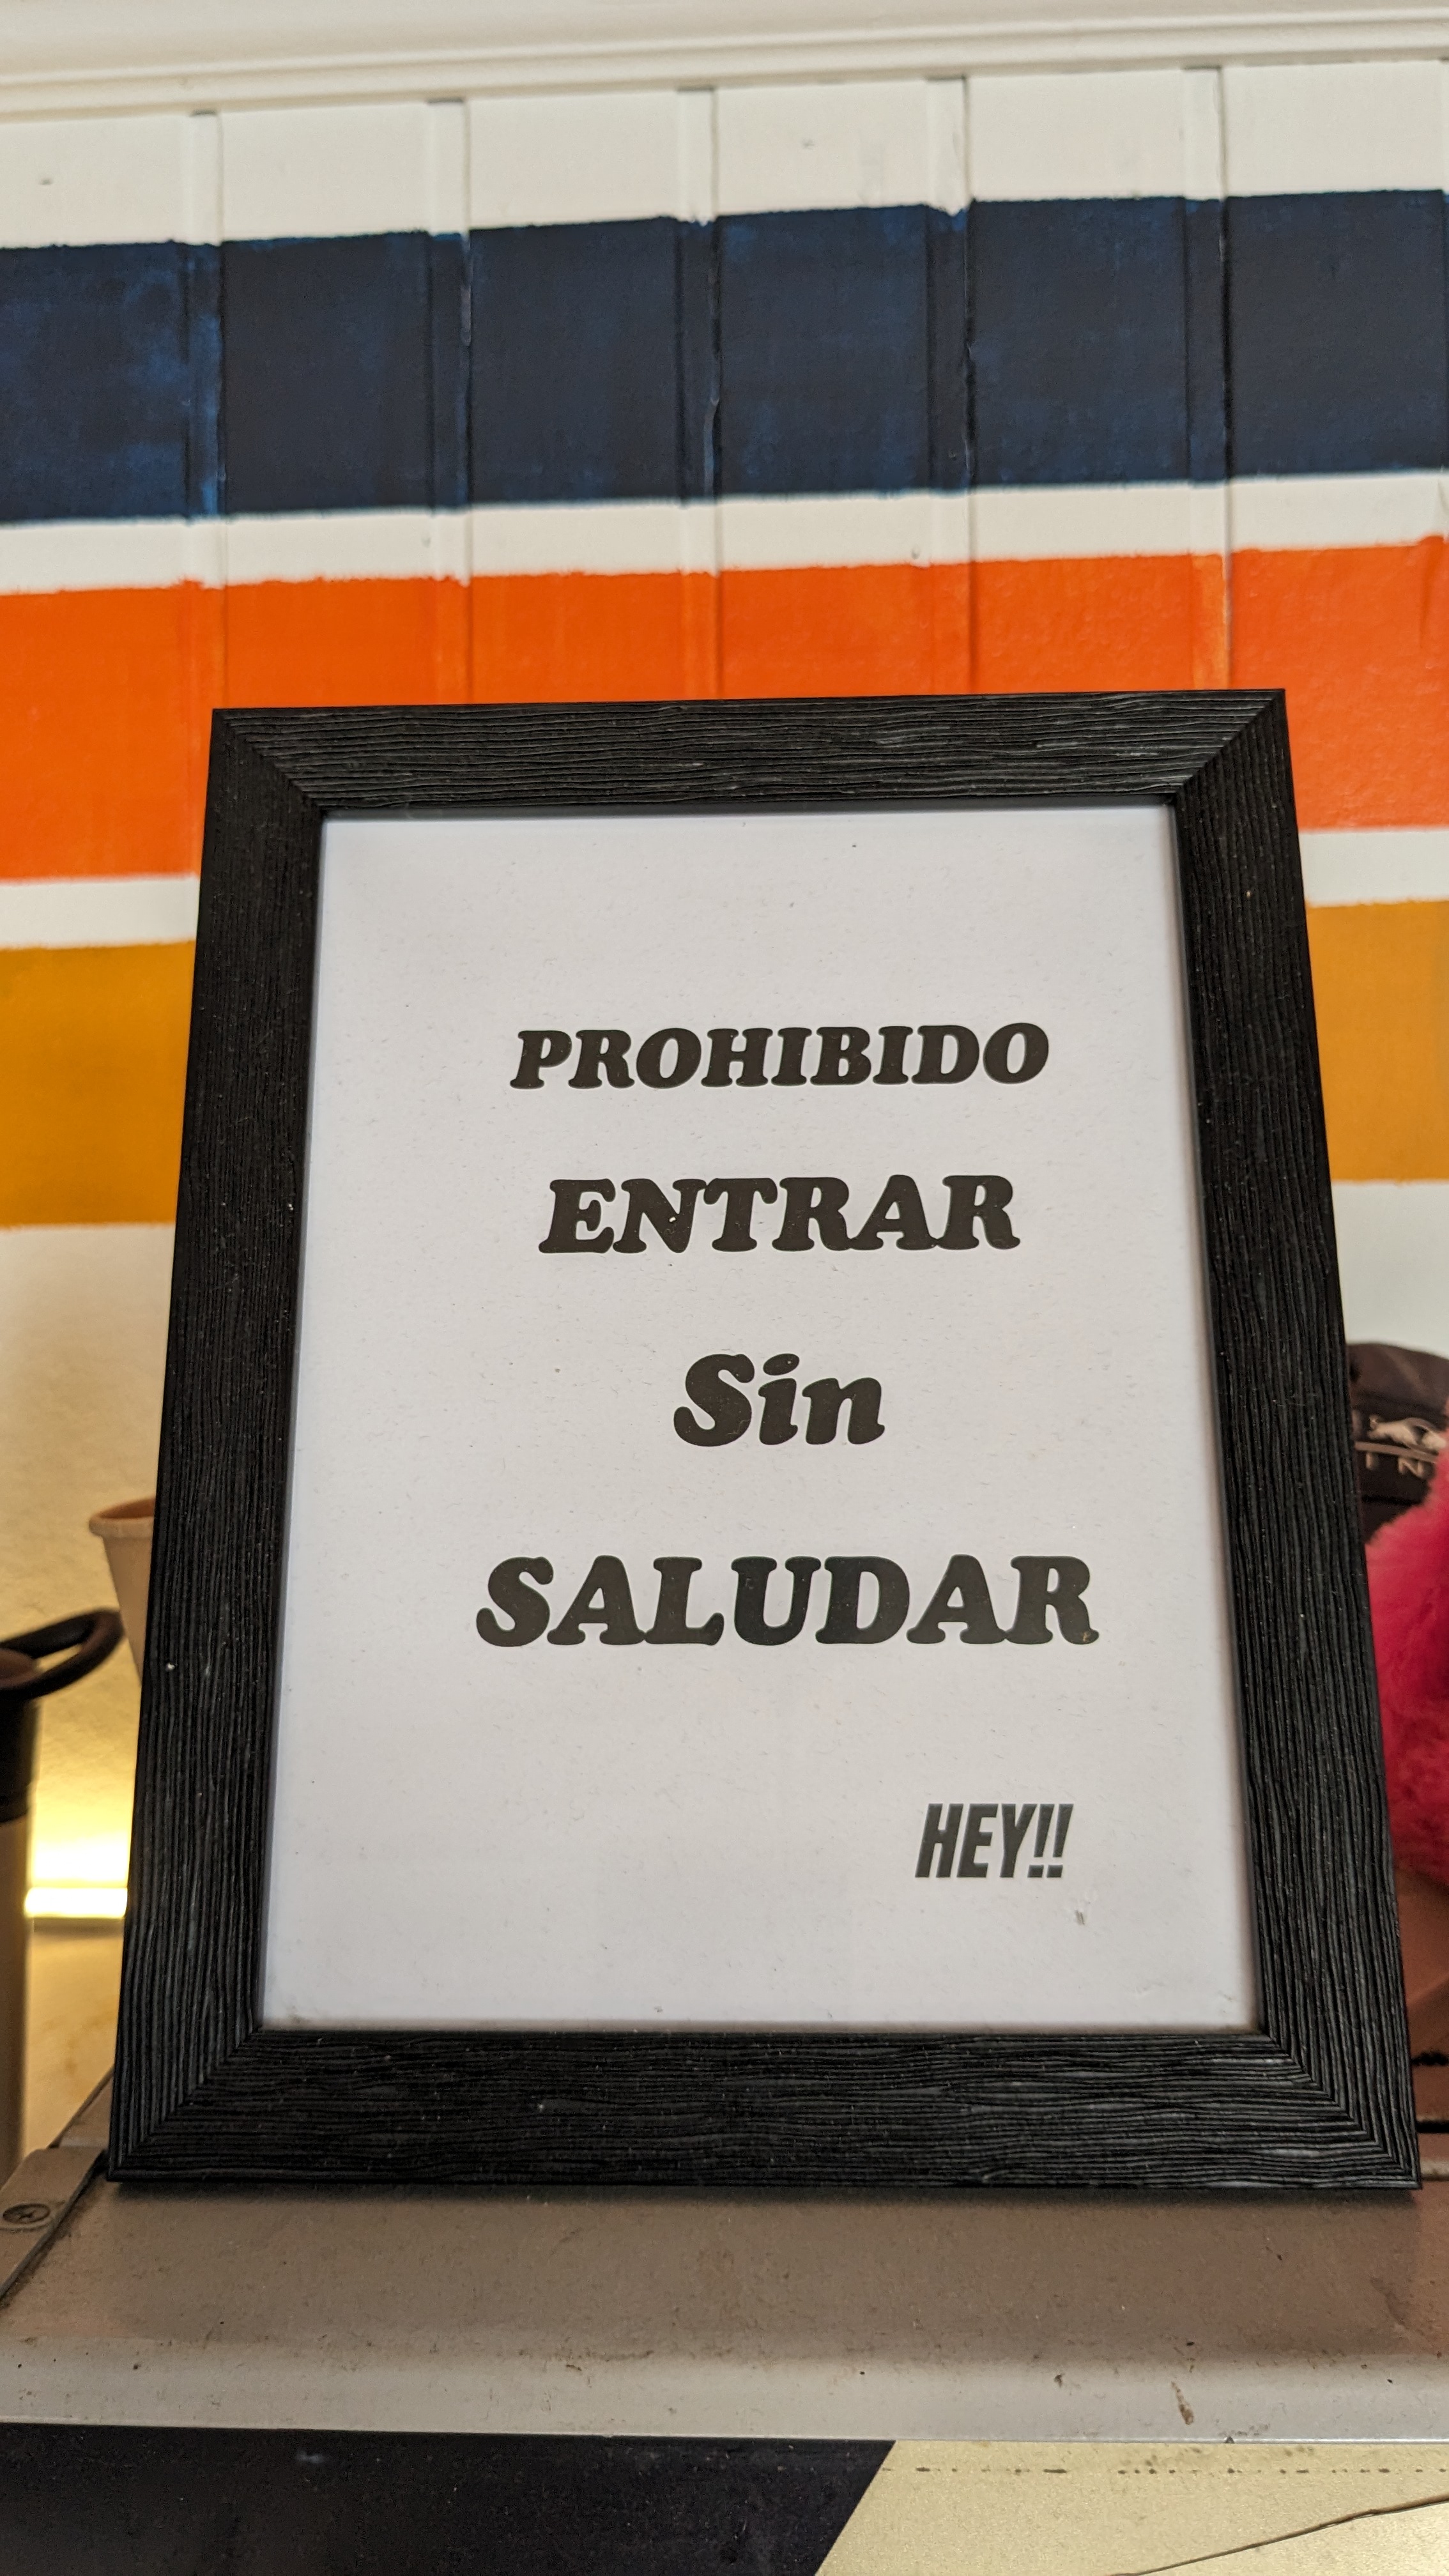 PROHIBIDO
ENTRAR
Sin
SALUDAR
HEY!!